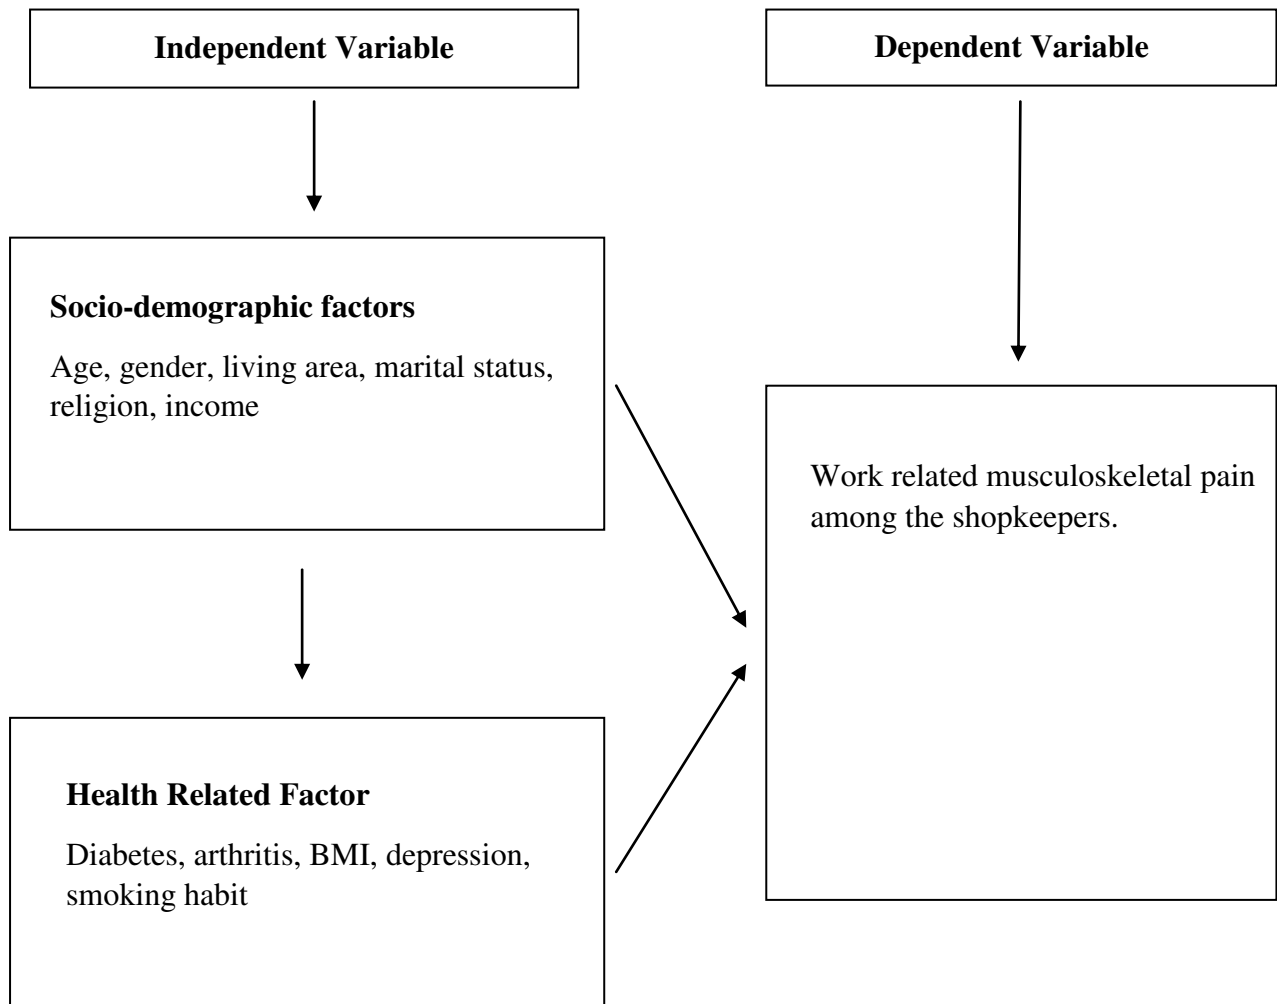 Independent Variable
Dependent Variable
Socio-demographic factors
Age, gender, living area, marital status,
religion, income
Work related musculoskeletal pain
among the shopkeepers.
Health Related Factor
Diabetes, arthritis, BMI, depression,
smoking habit